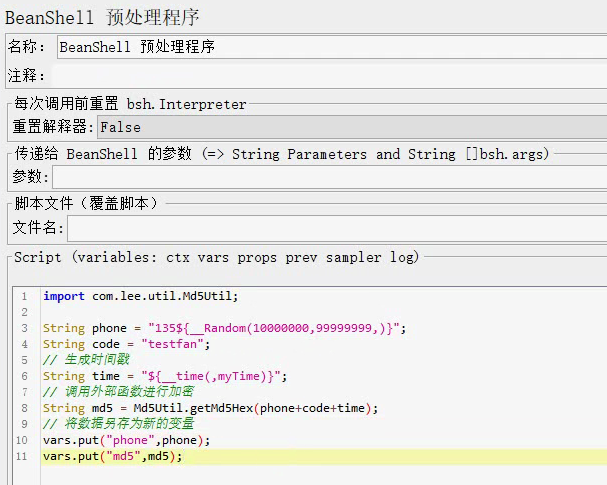 BeanShell 预处理程序
名称: BeanShell 预处理程序
注释:
每次调用前重置 bsh.Interpreter
重置解释器: False
传递给 BeanShell 的参数 (=> String Parameters and String []bsh.args)
参数:
脚本文件（覆盖脚本）
文件名:
Script (variables: ctx vars props prev sampler log)
1 import com.lee.util.Md5Util;
2
3 String phone = "135${__Random(10000000,99999999,)}";
4 String code = "testfan";
5 // 生成时间戳
6 String time = "${__time(,myTime)}";
7 // 调用外部函数进行加密
8 String md5 = Md5Util.getMd5Hex(phone+code+time);
9 // 将数据另存为新的变量
10 vars.put("phone",phone);
11 vars.put("md5",md5);